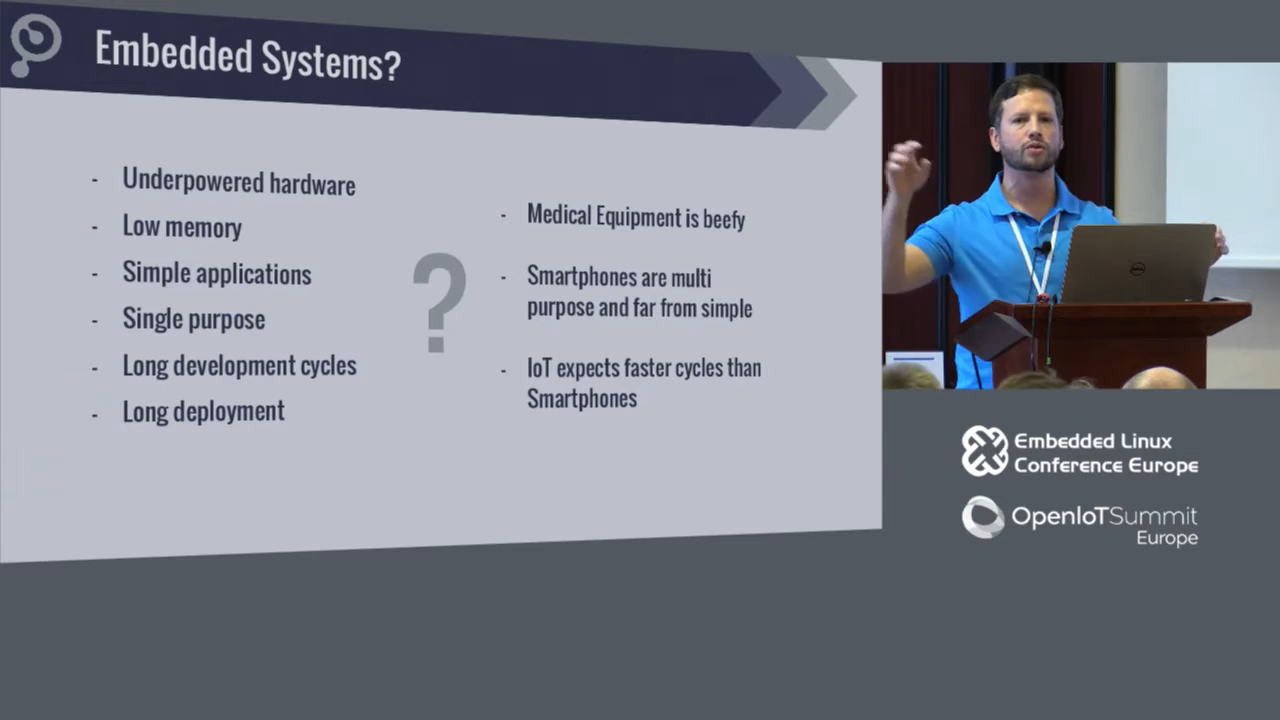 Embedded Systems?
- Underpowered hardware
- Low memory
- Simple applications
- Single purpose
- Long development cycles
- Long deployment
?
- Medical Equipment is beefy
- Smartphones are multi
purpose and far from simple
- IoT expects faster cycles than
Smartphones
DELL
Embedded Linux
Conference Europe
OpenIoTSummit
Europe